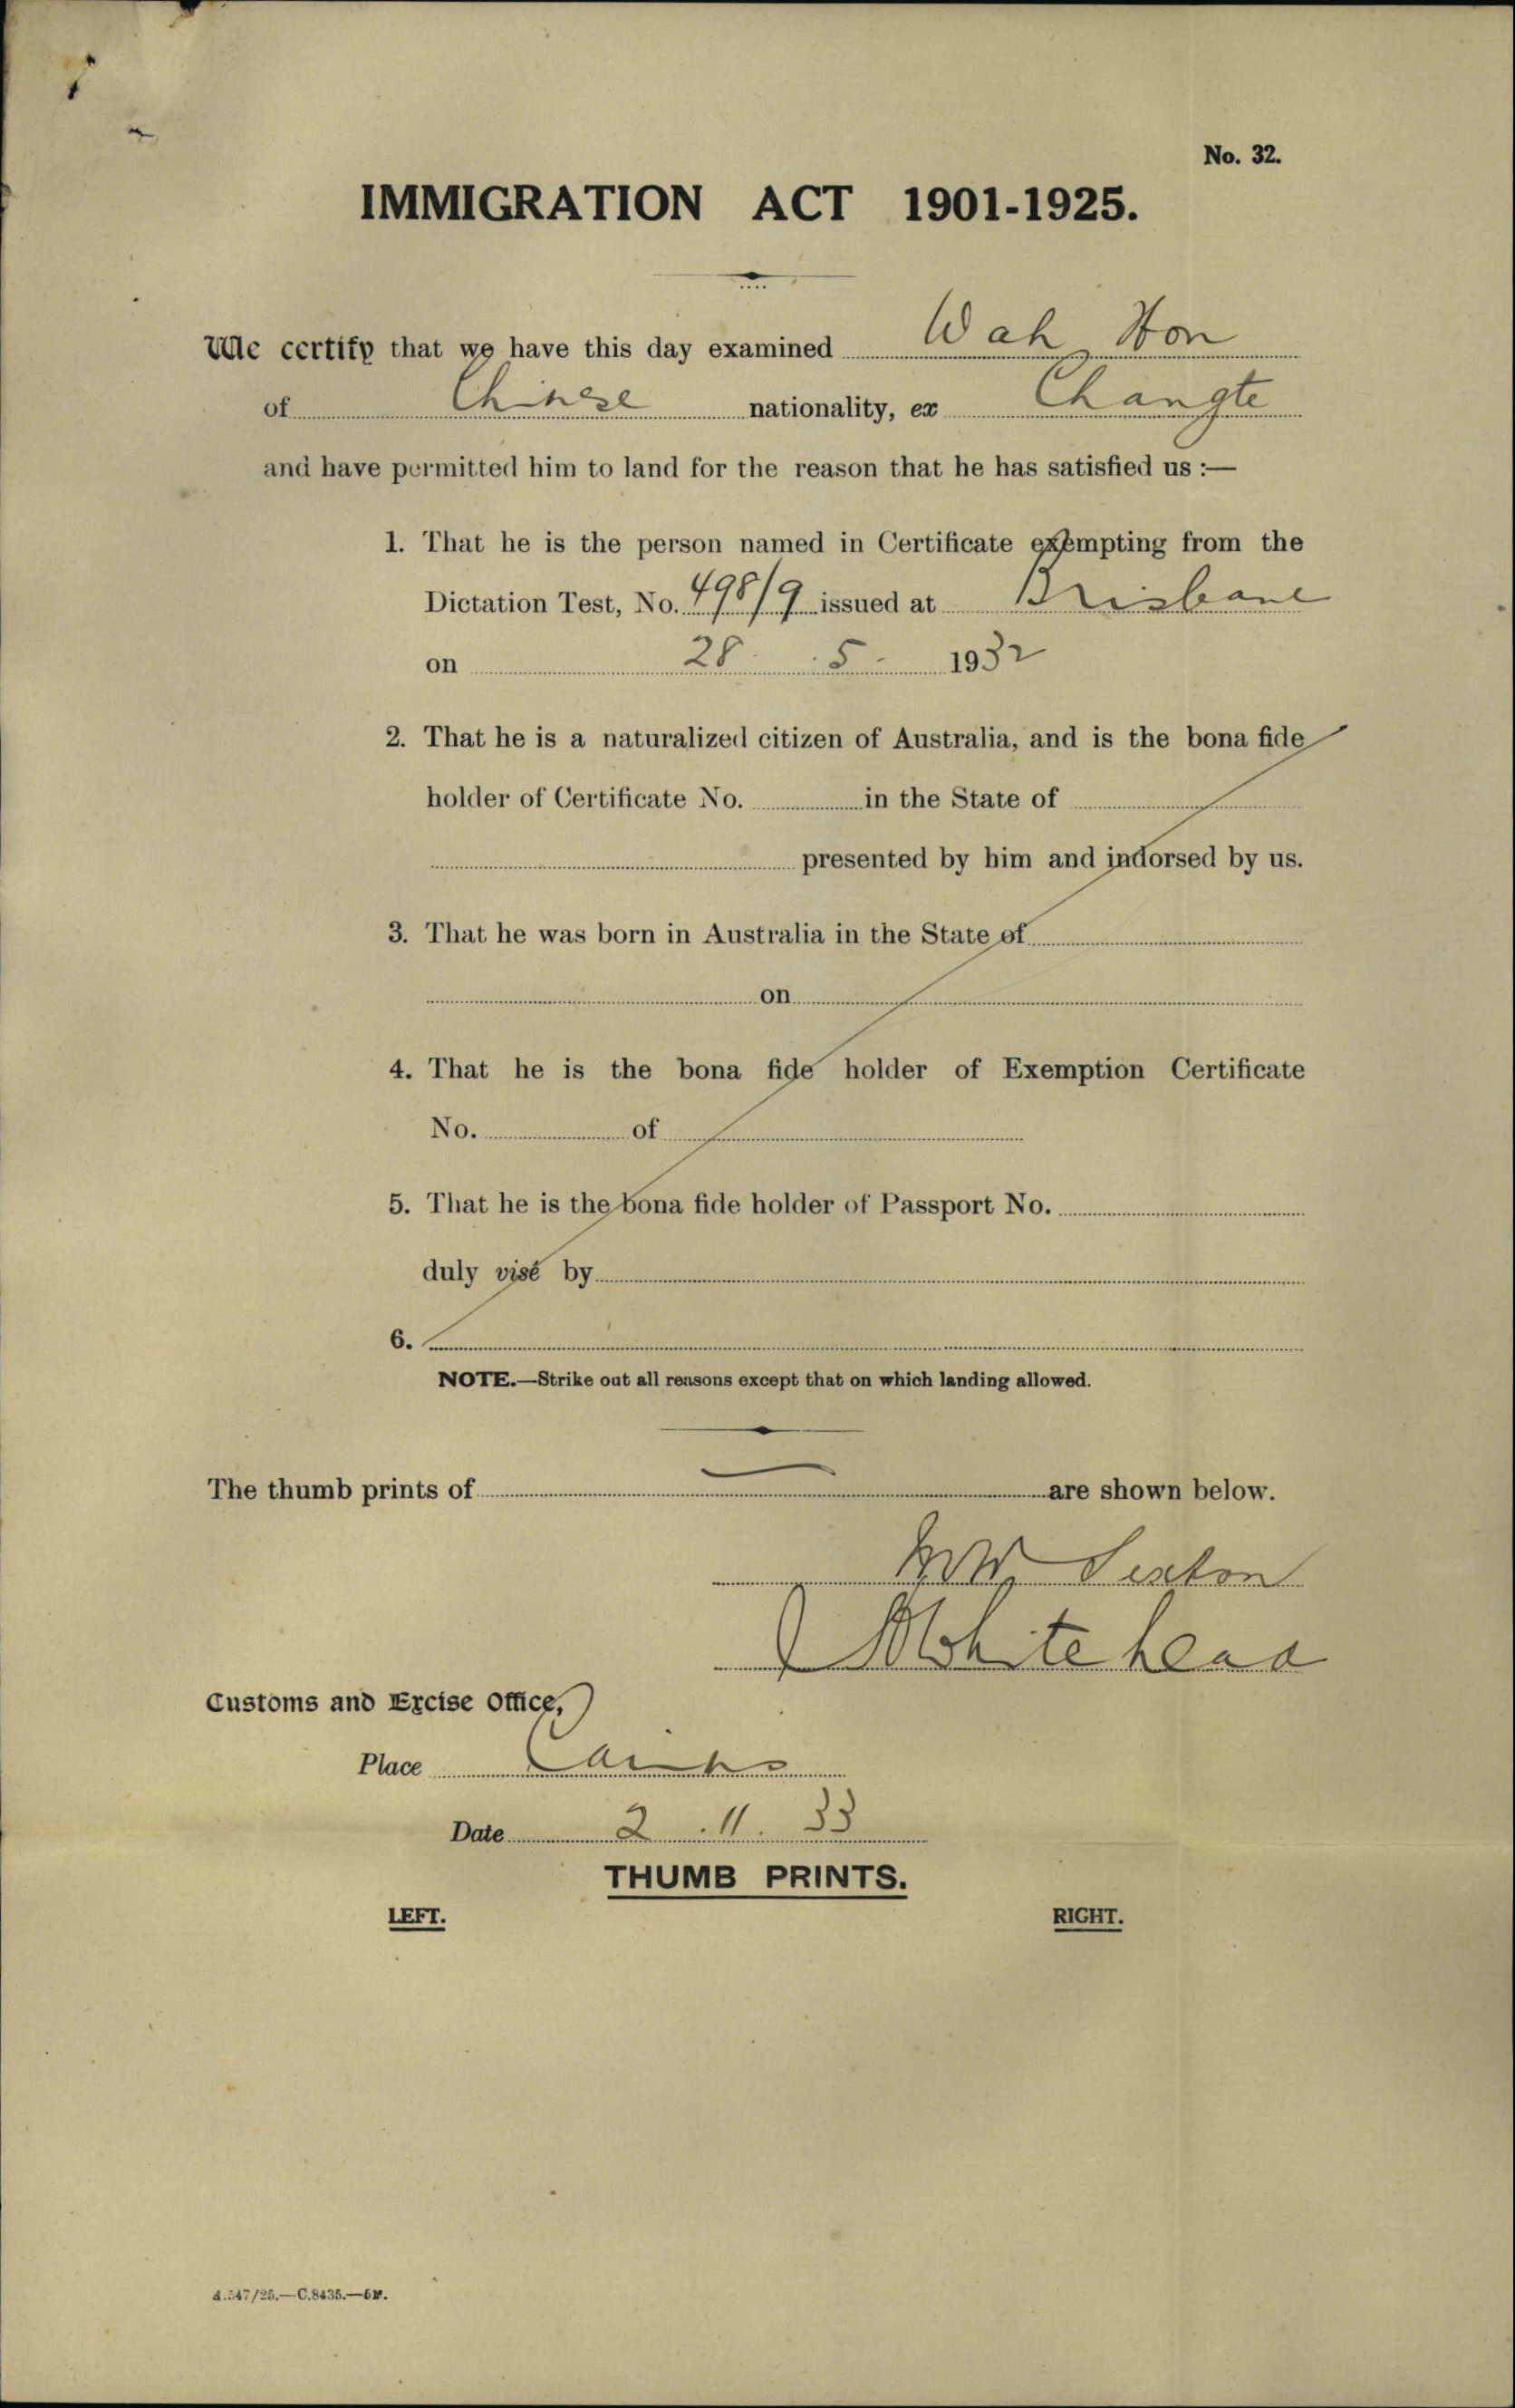 No. 32.
IMMIGRATION ACT 1901-1925.
We certify that we have this day examined Wah Hon
of Chinese nationality, ex Changte
and have permitted him to land for the reason that he has satisfied us :—
1. That he is the person named in Certificate exempting from the
Dictation Test, No. 498/9 issued at Brisbane
on 28. 5. 1932
2. That he is a naturalized citizen of Australia, and is the bona fide
holder of Certificate No. in the State of
presented by him and indorsed by us.
3. That he was born in Australia in the State of
on
4. That he is the bona fide holder of Exemption Certificate
No. of
5. That he is the bona fide holder of Passport No.
duly visé by
6.
NOTE.—Strike out all reasons except that on which landing allowed.
The thumb prints of are shown below.
Sexton
Whitehead
Customs and Excise Office,
Place Cairns
Date 2. 11. 33
THUMB PRINTS.
LEFT. RIGHT.
C.8435.—5M.